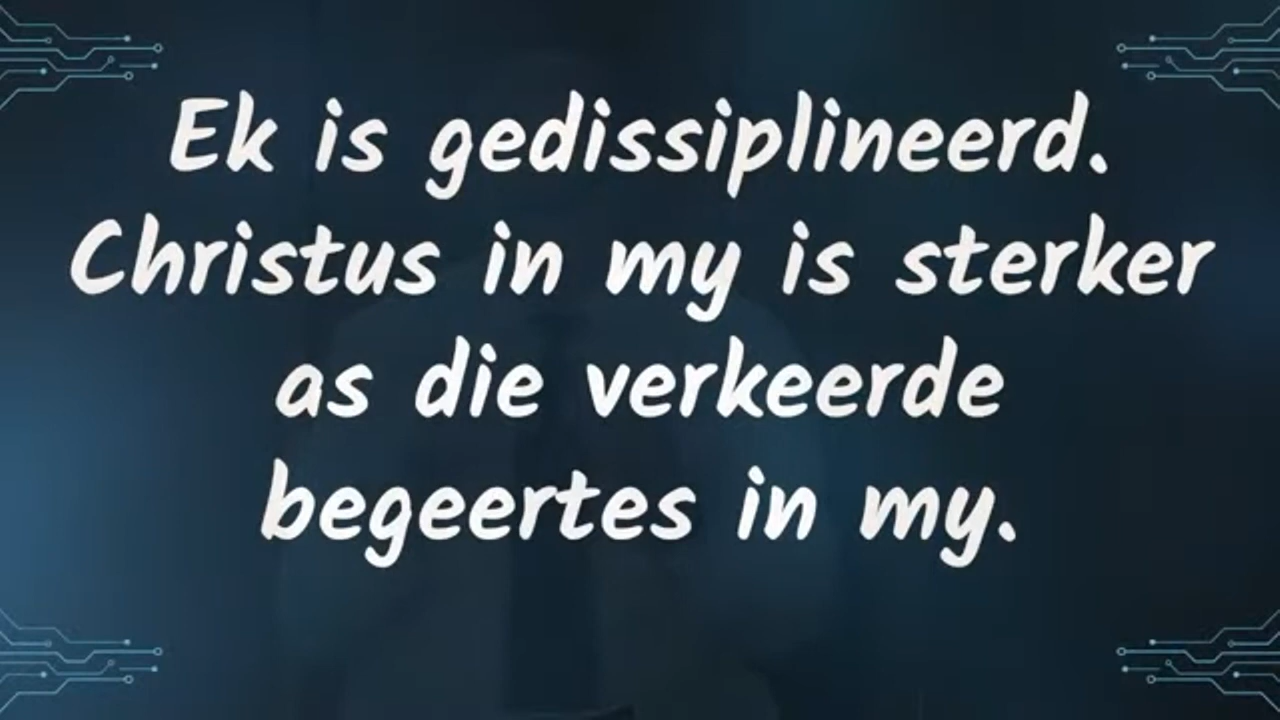 Ek is gedissiplineerd.
Christus in my is sterker
as die verkeerde
begeertes in my.